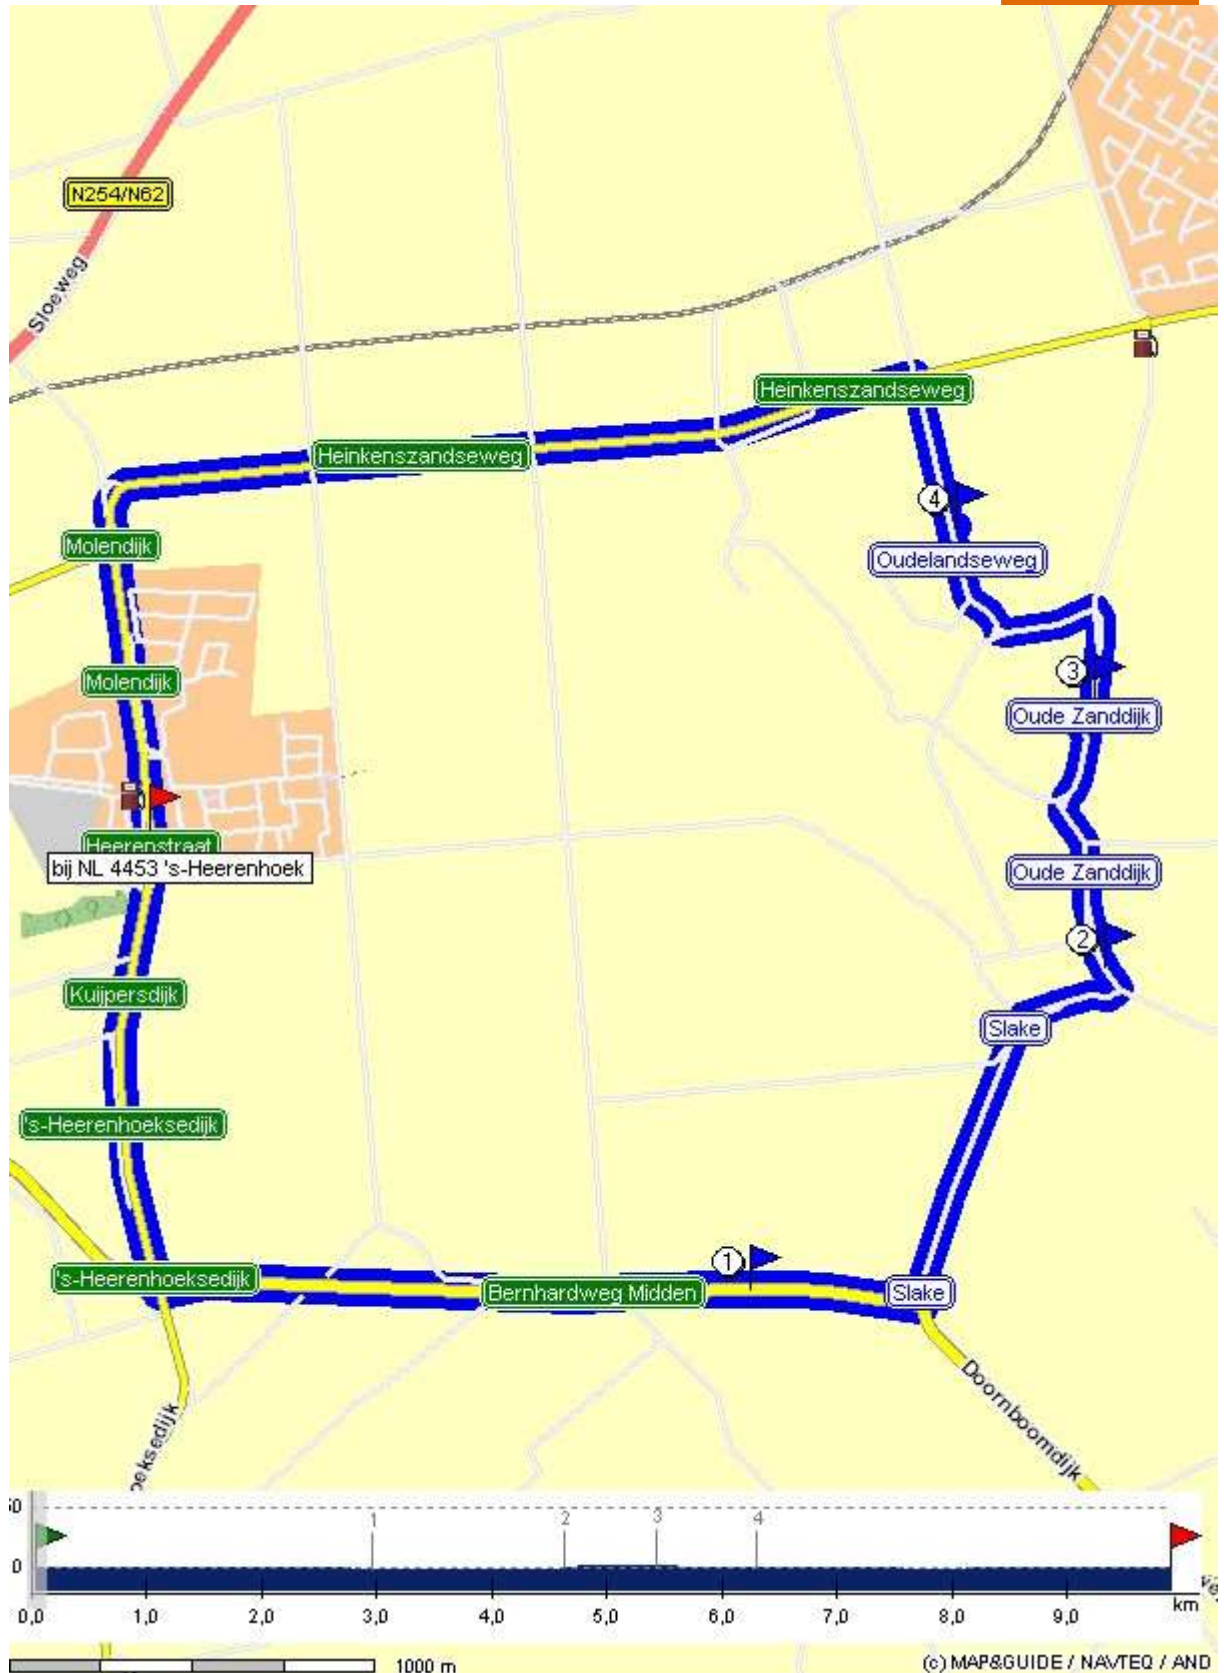 N254/N62
Sloeweg
Heinkenszandseweg
Heinkenszandseweg
4
Molendijk
Oudelandseweg
3
Molendijk
Oude Zanddijk
Heerenstraat
bij NL 4453 's-Heerenhoek
Oude Zanddijk
2
Kuijpersdijk
Slake
's-Heerenhoeksedijk
1
's-Heerenhoeksedijk
Bernhardweg Midden
Slake
Doornboomdijk
oeksedijk
1 2 3 4
0
0,0 1,0 2,0 3,0 4,0 5,0 6,0 7,0 8,0 9,0 km
1000 m
(c) MAP&GUIDE / NAVTEQ / AND